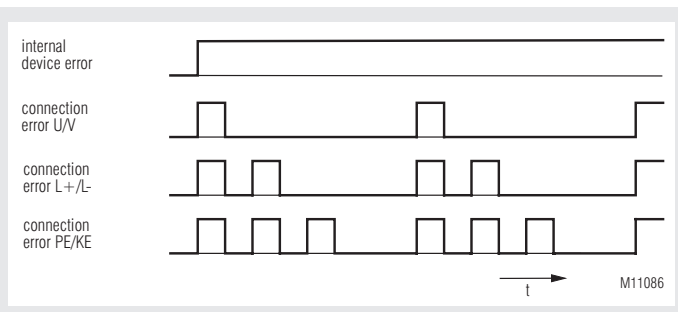 internal
device error
connection
error U/V
connection
error L+/L-
connection
error PE/KE
t
M11086